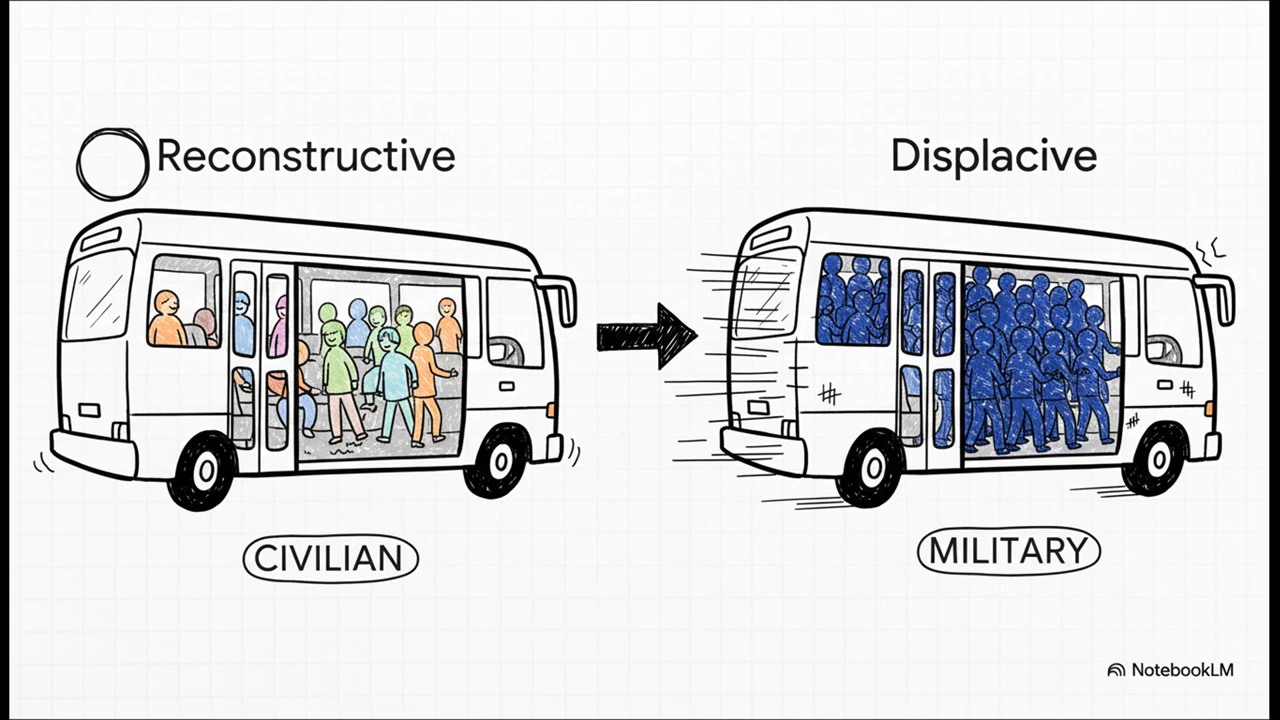 Reconstructive
Displacive
CIVILIAN
MILITARY
NotebookLM